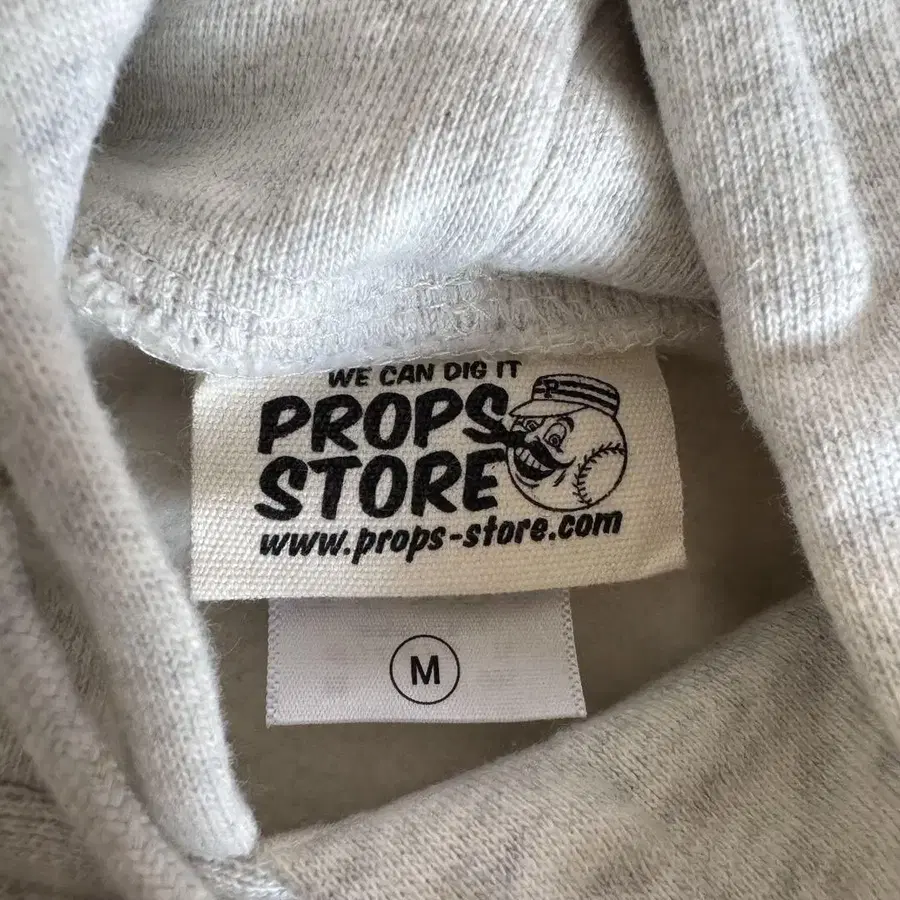 WE CAN DIG IT
PROPS
STORE
www.props-store.com
P
M